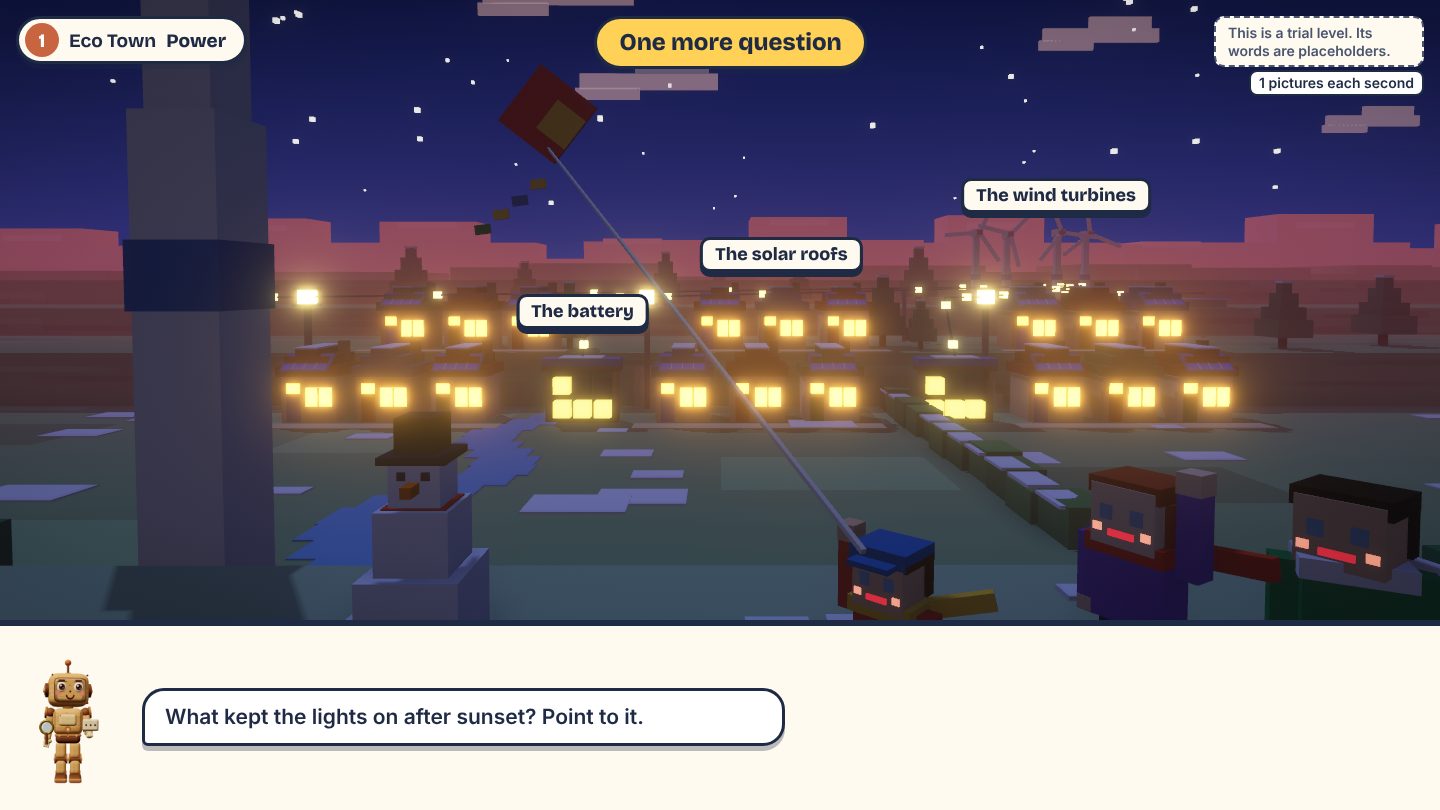 1 Eco Town Power
One more question
This is a trial level. Its
words are placeholders.
1 pictures each second
The wind turbines
The solar roofs
The battery
What kept the lights on after sunset? Point to it.